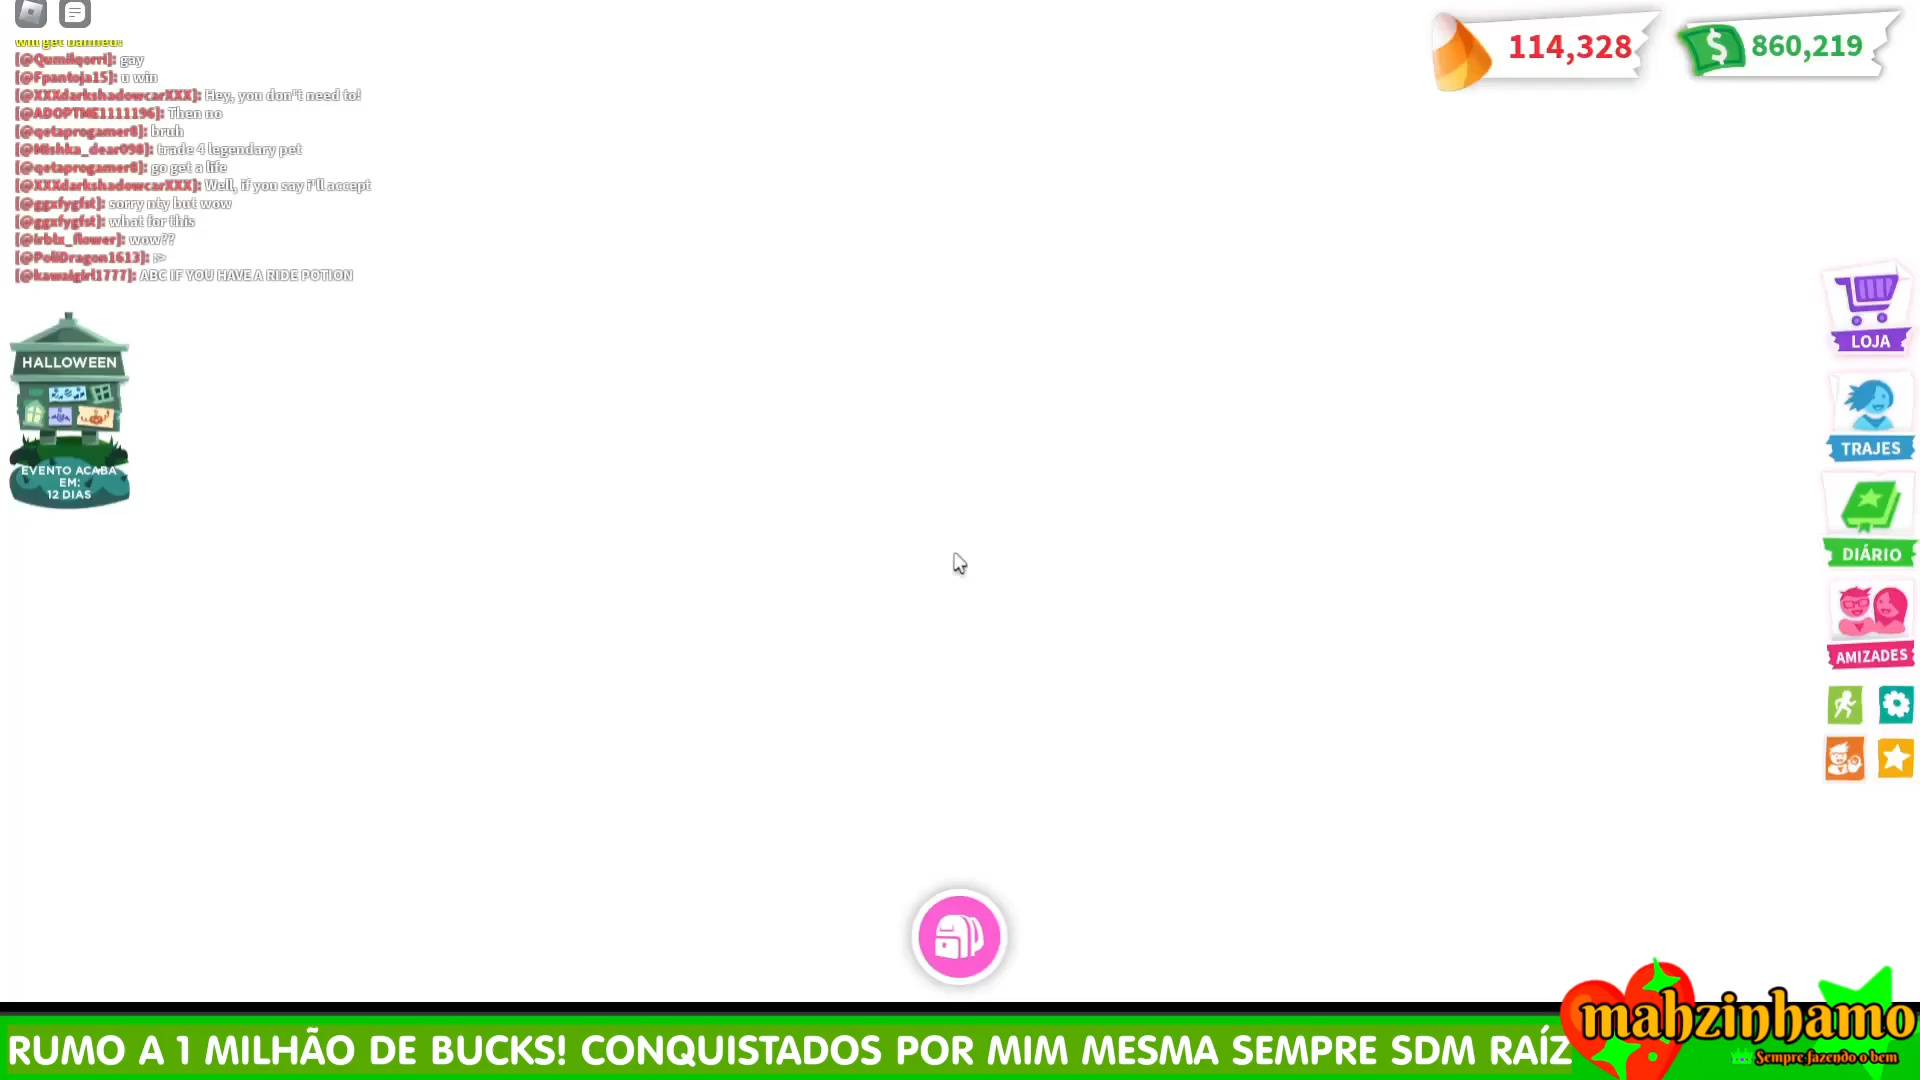 will get banned!
[@Qumilqorri]: gay
[@Fpantoja15]: u win
[@XXXdarkshadowcarXXX]: Hey, you don't need to!
[@ADOPTME1111196]: Then no
[@qetaprogamer8]: bruh
[@Mishka_dear098]: trade 4 legendary pet
[@qetaprogamer8]: go get a life
[@XXXdarkshadowcarXXX]: Well, if you say i'll accept
[@ggxfygfst]: sorry nty but wow
[@ggxfygfst]: what for this
[@irblx_flower]: wow??
[@PoliDragon1613]: :>
[@kawaigirl1777]: ABC IF YOU HAVE A RIDE POTION
114,328
860,219
HALLOWEEN
EVENTO ACABA
EM:
12 DIAS
LOJA
TRAJES
DIÁRIO
AMIZADES
RUMO A 1 MILHÃO DE BUCKS! CONQUISTADOS POR MIM MESMA SEMPRE SDM RAÍZ
mahzinhamo
Sempre fazendo o bem